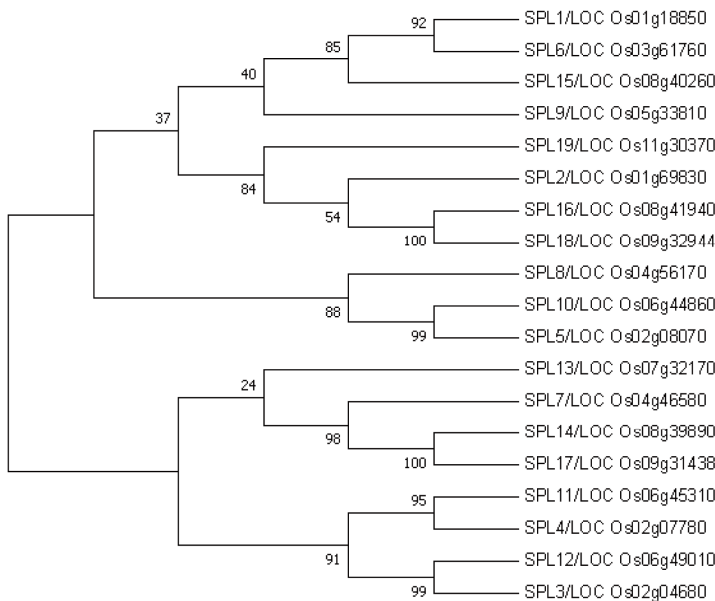 SPL1/LOC Os01g18850
92
SPL6/LOC Os03g61760
85
SPL15/LOC Os08g40260
40
SPL9/LOC Os05g33810
37
SPL19/LOC Os11g30370
84
SPL2/LOC Os01g69830
54
SPL16/LOC Os08g41940
100
SPL18/LOC Os09g32944
SPL8/LOC Os04g56170
88
SPL10/LOC Os06g44860
99
SPL5/LOC Os02g08070
SPL13/LOC Os07g32170
24
SPL7/LOC Os04g46580
98
SPL14/LOC Os08g39890
100
SPL17/LOC Os09g31438
SPL11/LOC Os06g45310
95
SPL4/LOC Os02g07780
91
SPL12/LOC Os06g49010
99
SPL3/LOC Os02g04680